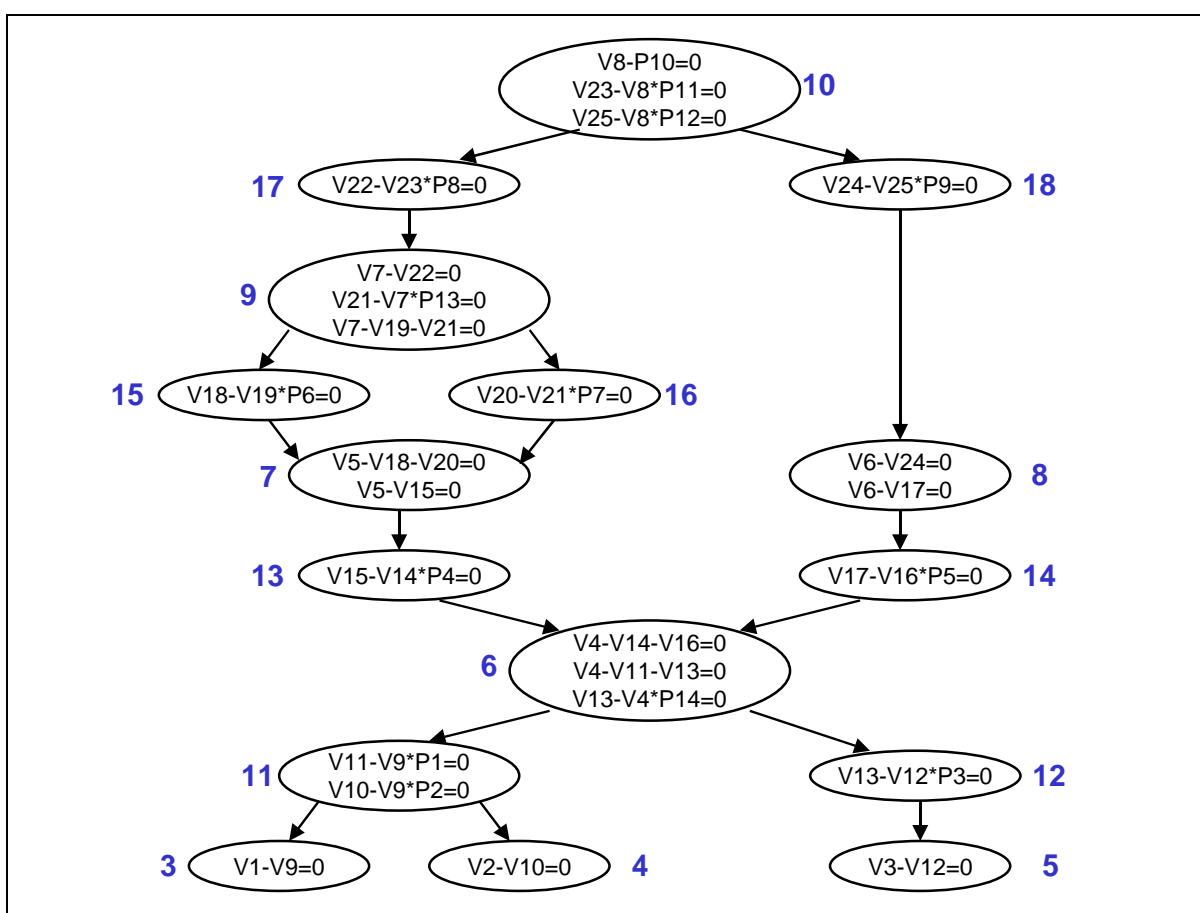 V8-P10=0
V23-V8*P11=0
10
V25-V8*P12=0
17
V22-V23*P8=0
V24-V25*P9=0
18
V7-V22=0
9
V21-V7*P13=0
V7-V19-V21=0
15
V18-V19*P6=0
V20-V21*P7=0
16
7
V5-V18-V20=0
V5-V15=0
V6-V24=0
V6-V17=0
8
13
V15-V14*P4=0
V17-V16*P5=0
14
V4-V14-V16=0
6
V4-V11-V13=0
V13-V4*P14=0
11
V11-V9*P1=0
V10-V9*P2=0
V13-V12*P3=0
12
3
V1-V9=0
V2-V10=0
4
V3-V12=0
5